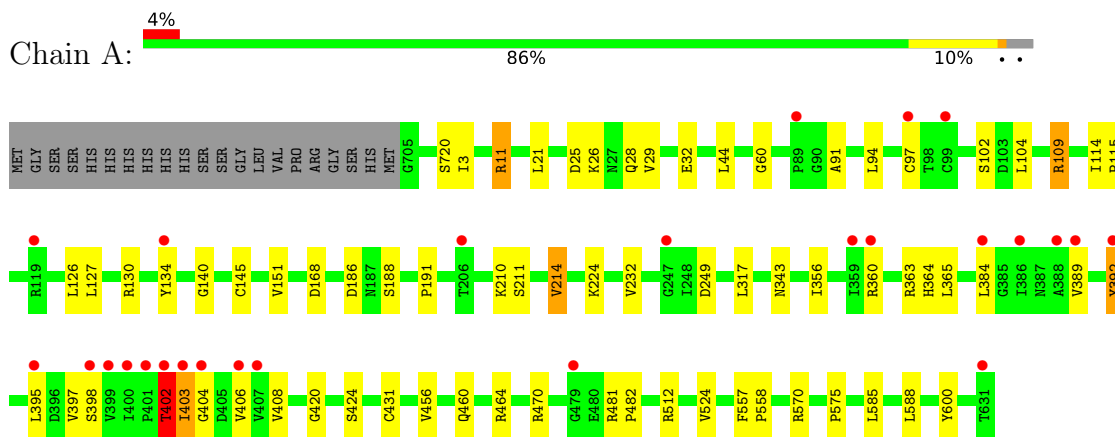 4%
Chain A:
86% 10% • •
MET GLY SER SER HIS HIS HIS HIS HIS HIS SER SER GLY LEU VAL PRO ARG GLY SER HIS MET G705 S720 I3 R11 L21 D25 K26 N27 Q28 V29 E32 L44 G60 P89 G90 A91 L94 C97 T98 C99 S102 D103 L104 R109 I114 R115
R119 L126 L127 R130 Y134 G140 C145 V151 D168 D186 N187 S188 P191 T206 K210 S211 V214 K224 V232 G247 I248 D249 L317 N343 I356 I359 R360 R363 H364 L365 L384 G385 I386 N387 A388 V389
L395 D396 V397 S398 V399 I400 P401 T402 I403 G404 D405 V406 V407 V408 G420 S424 C431 V456 Q460 R464 R470 G479 E480 R481 P482 R512 V524 F557 P558 R570 P575 L585 L588 Y600 T631